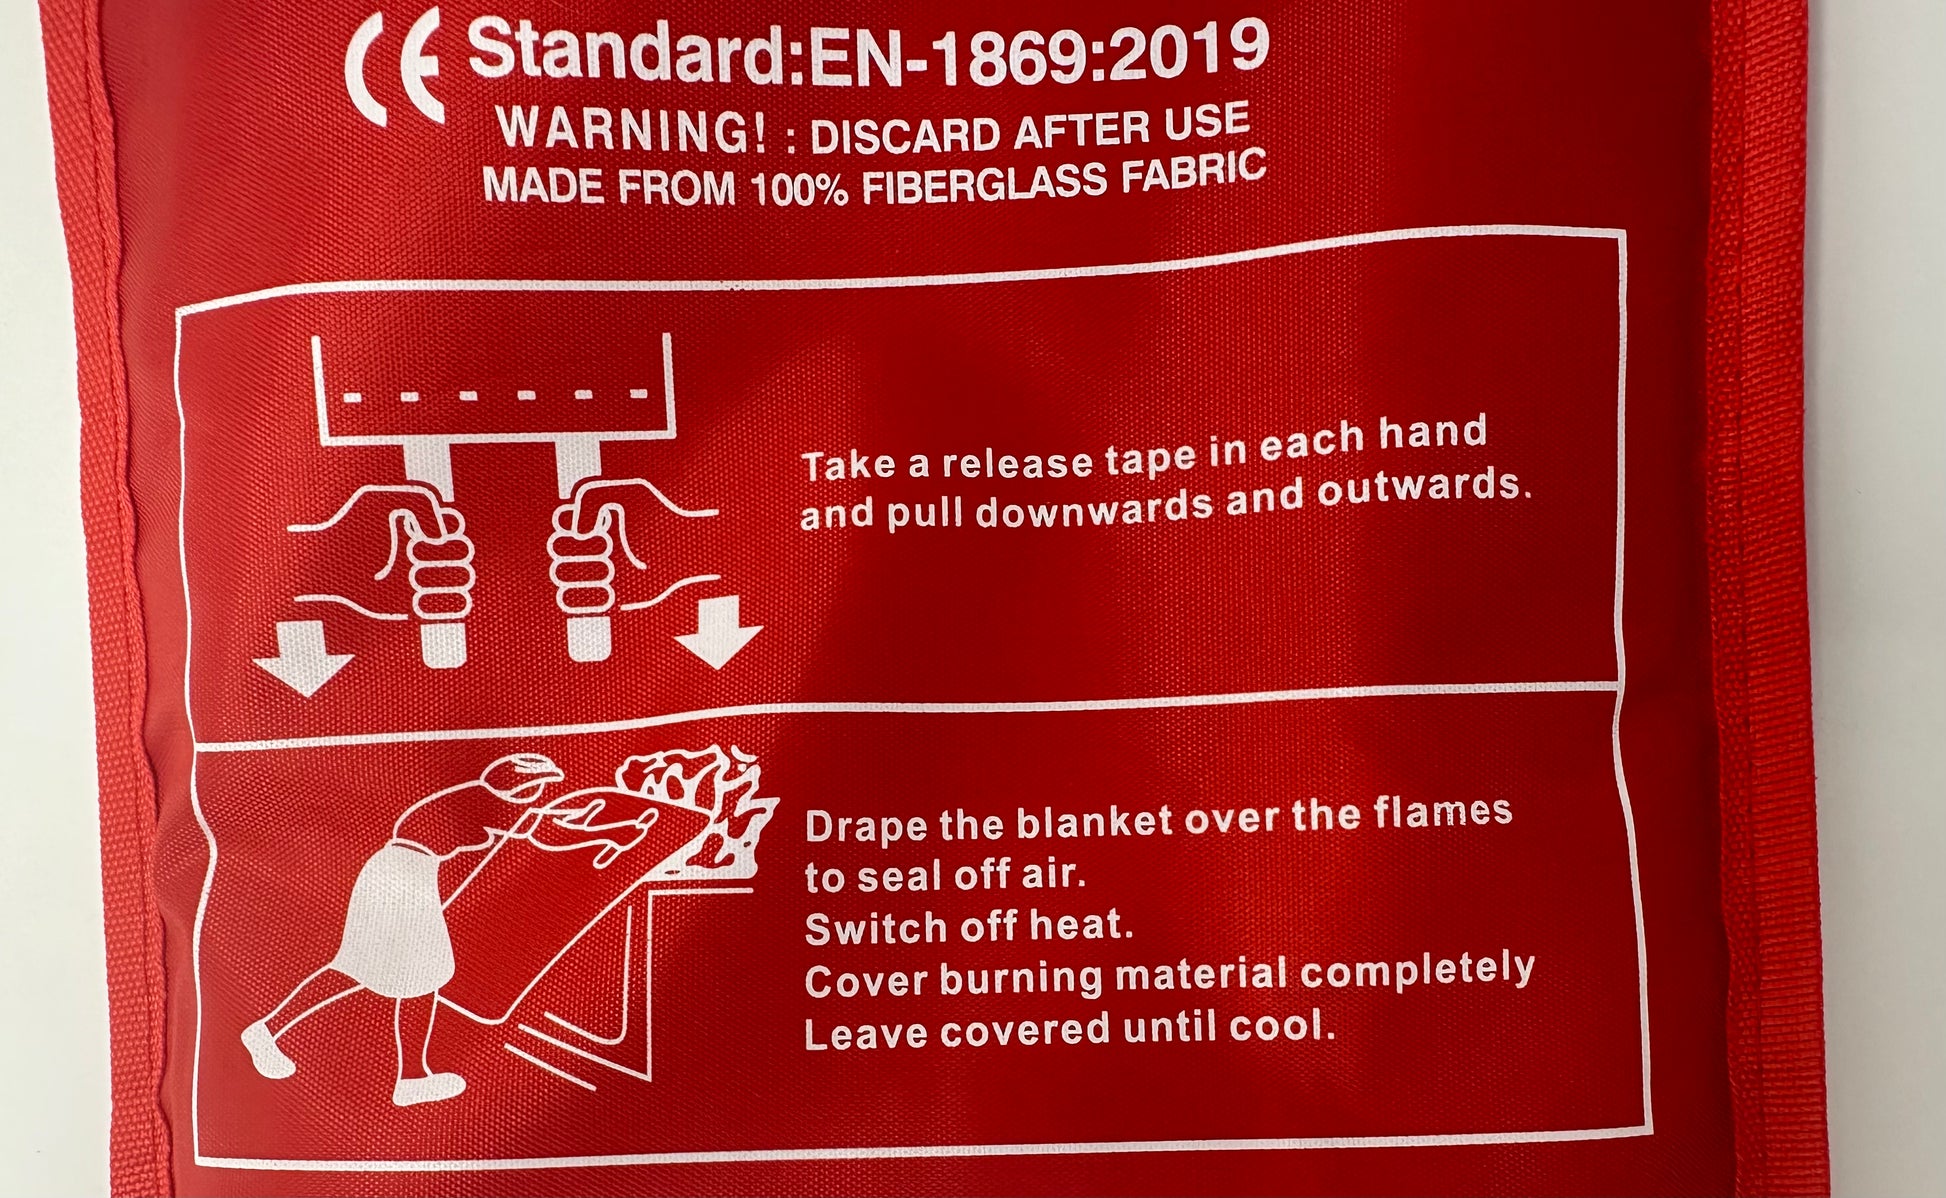 CE Standard:EN-1869:2019
WARNING! : DISCARD AFTER USE
MADE FROM 100% FIBERGLASS FABRIC
Take a release tape in each hand
and pull downwards and outwards.
Drape the blanket over the flames
to seal off air.
Switch off heat.
Cover burning material completely
Leave covered until cool.